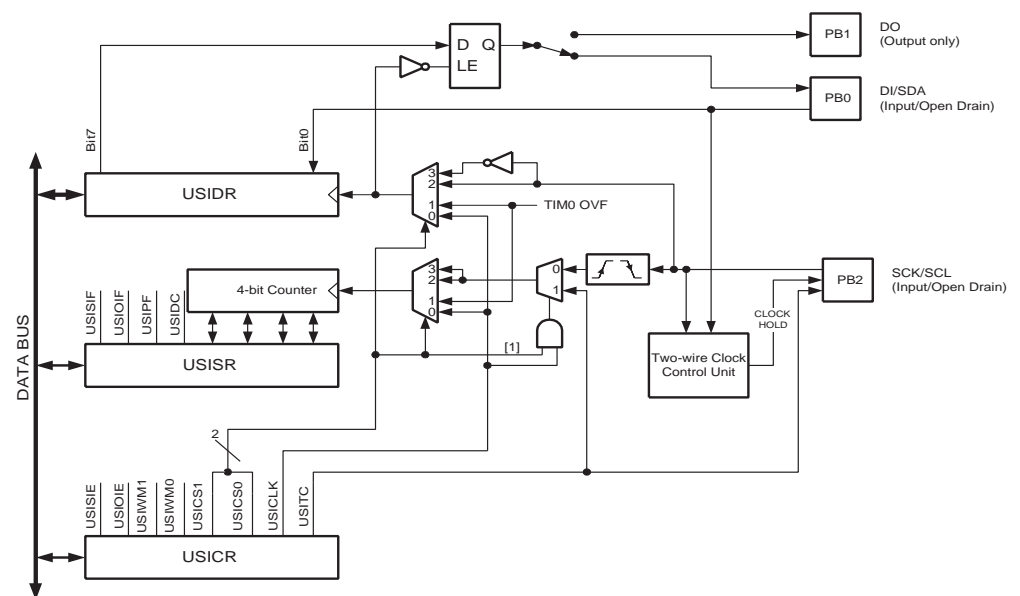 DO
(Output only)
PB1
D Q
LE
DI/SDA
(Input/Open Drain)
PB0
Bit7
Bit0
USIDR
3
2
1
0
TIM0 OVF
SCK/SCL
(Input/Open Drain)
PB2
CLOCK
HOLD
Two-wire Clock
Control Unit
0
1
3
2
1
0
[1]
4-bit Counter
USISIF
USIOIF
USIPF
USIDC
USISR
DATA BUS
2
USISIE
USIOIE
USIWM1
USIWM0
USICS1
USICS0
USICLK
USITC
USICR